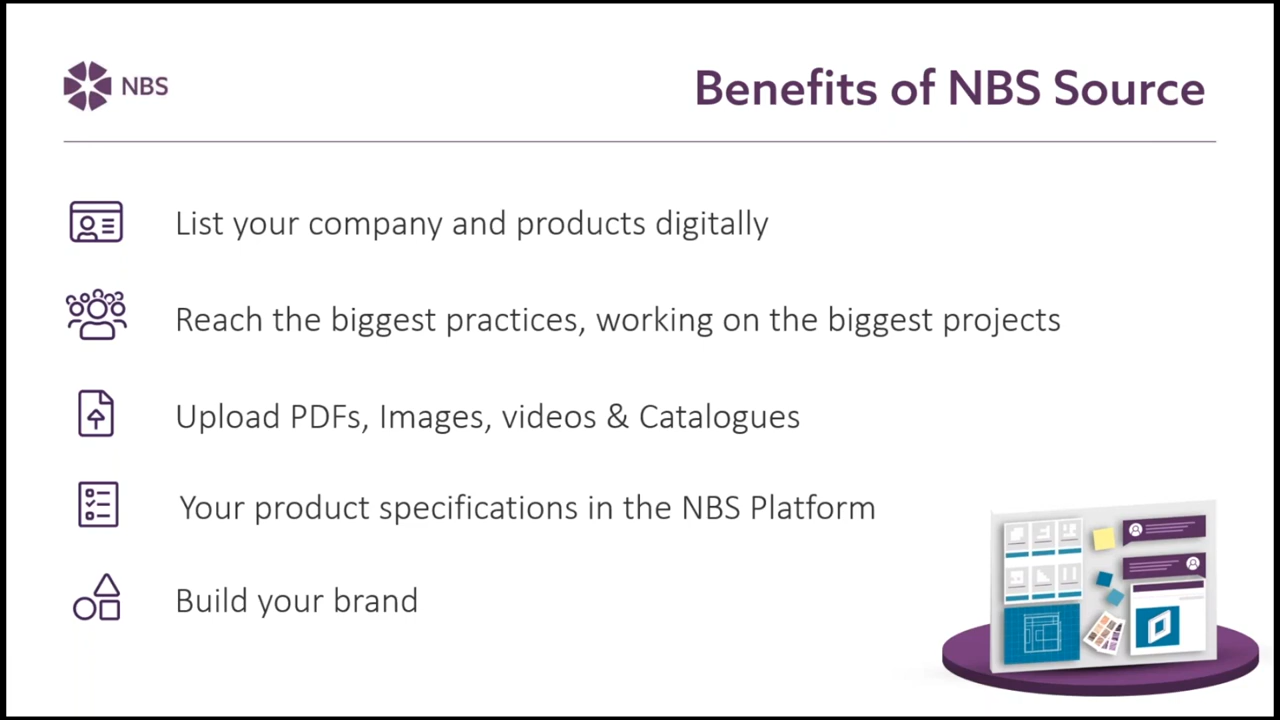 NBS
Benefits of NBS Source
List your company and products digitally
Reach the biggest practices, working on the biggest projects
Upload PDFs, Images, videos & Catalogues
Your product specifications in the NBS Platform
Build your brand